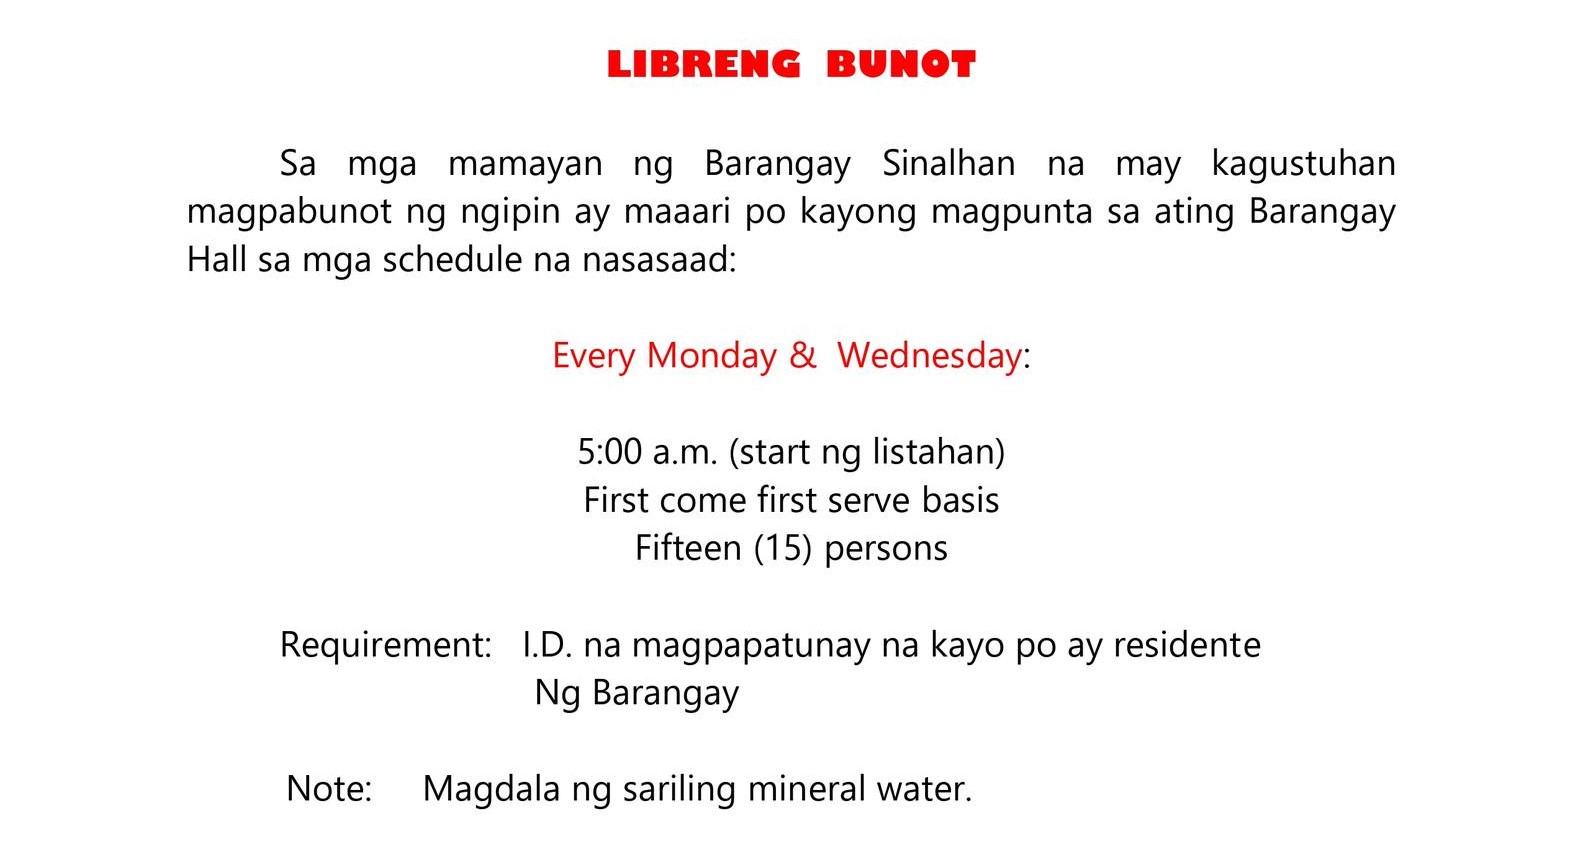 LIBRENG BUNOT
Sa mga mamayan ng Barangay Sinalhan na may kagustuhan
magpabunot ng ngipin ay maaari po kayong magpunta sa ating Barangay
Hall sa mga schedule na nasasaad:
Every Monday & Wednesday:
5:00 a.m. (start ng listahan)
First come first serve basis
Fifteen (15) persons
Requirement: I.D. na magpapatunay na kayo po ay residente
Ng Barangay
Note: Magdala ng sariling mineral water.